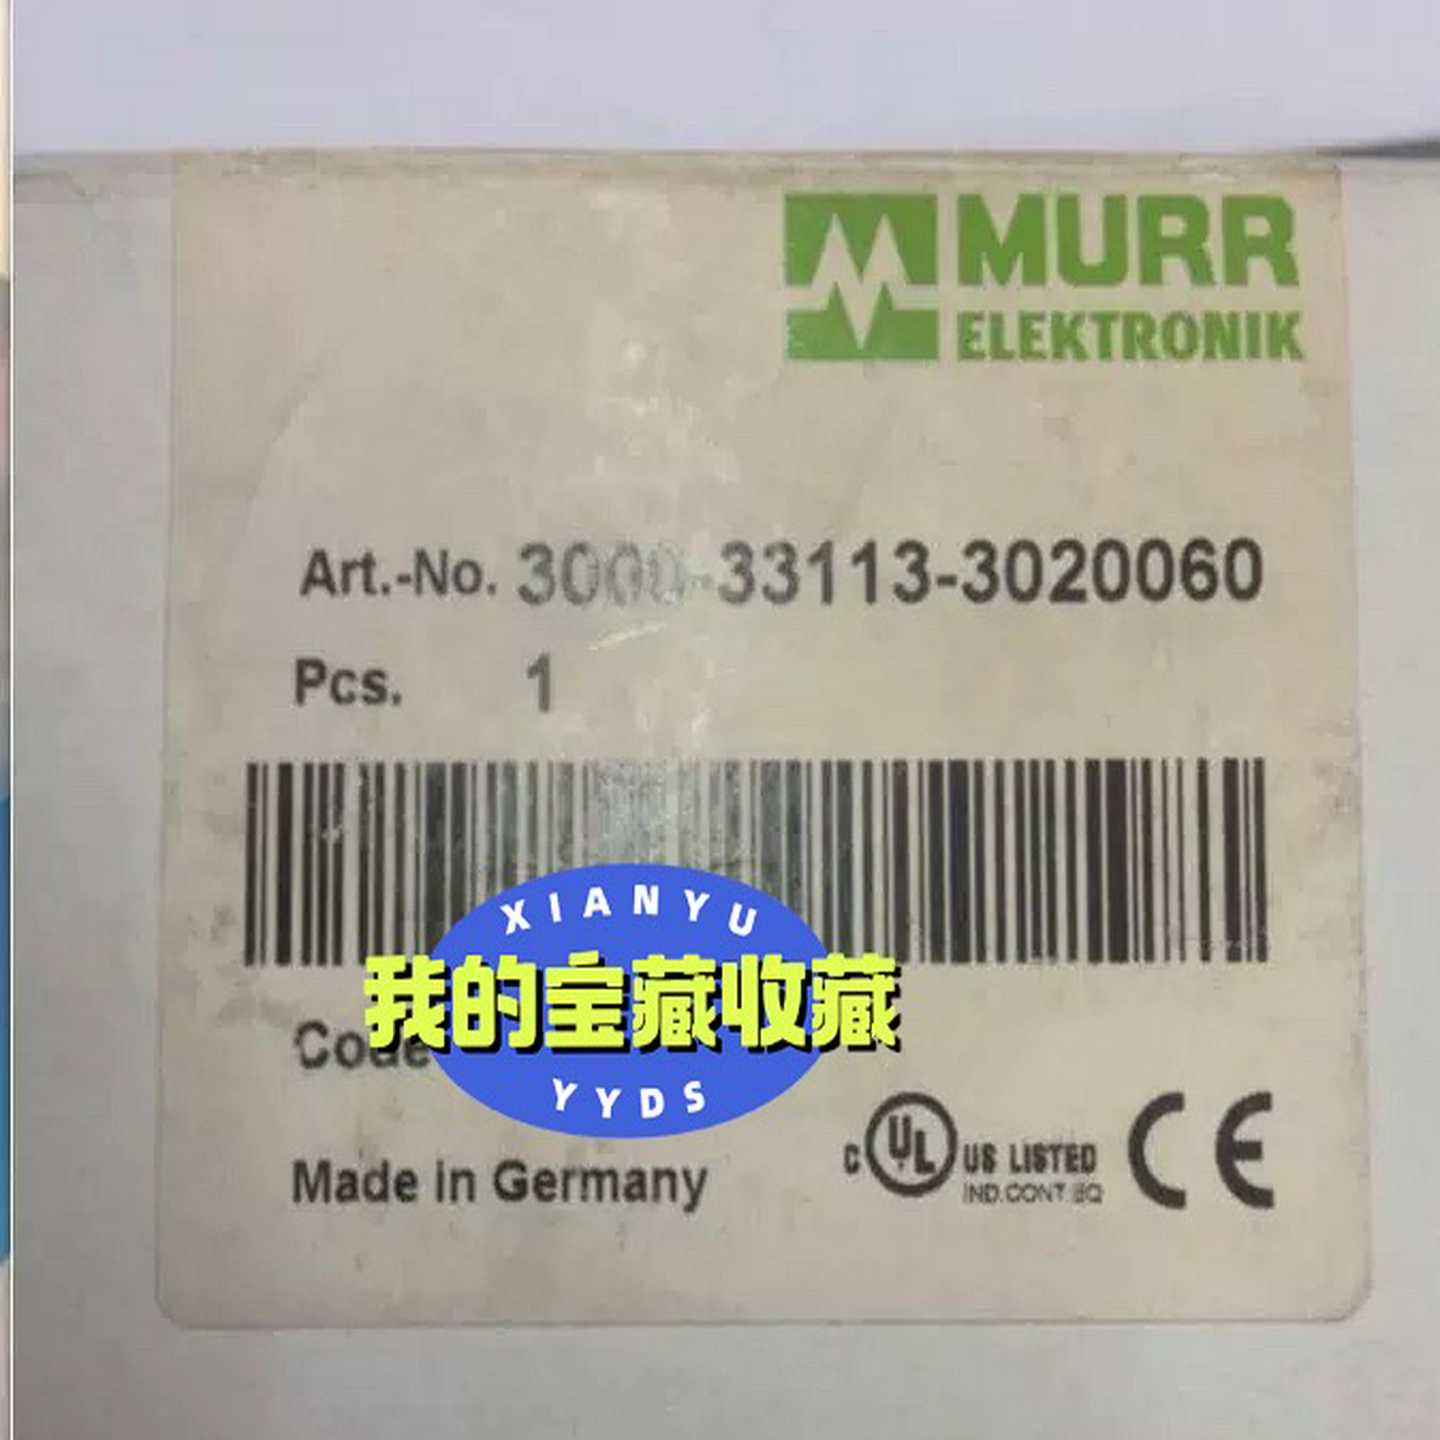 MURR
ELEKTRONIK
Art.-No. 3000-33113-3020060
Pcs. 1
XIANYU
我的宝藏收藏
Code
YYDS
Made in Germany
C UL US LISTED
IND.CONT.EQ
CE